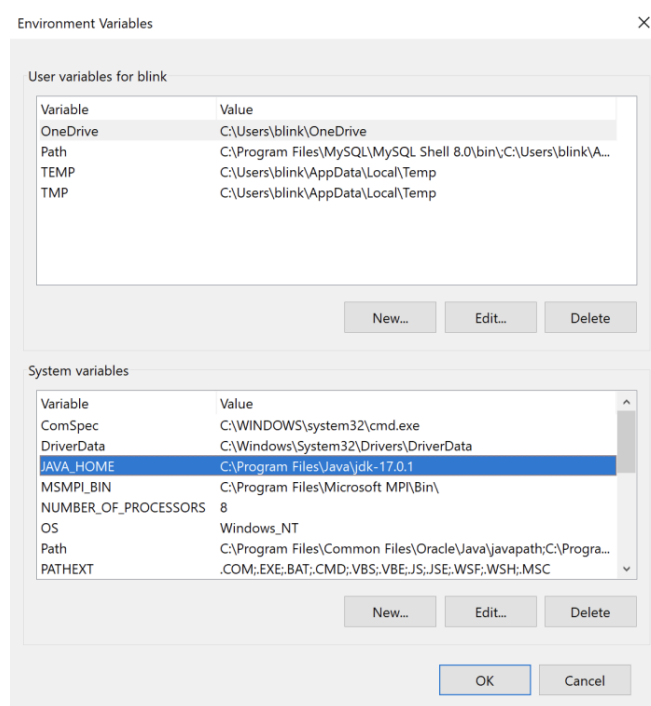 Environment Variables
User variables for blink
Variable Value
OneDrive C:\Users\blink\OneDrive
Path C:\Program Files\MySQL\MySQL Shell 8.0\bin\;C:\Users\blink\A...
TEMP C:\Users\blink\AppData\Local\Temp
TMP C:\Users\blink\AppData\Local\Temp
New... Edit... Delete
System variables
Variable Value
ComSpec C:\WINDOWS\system32\cmd.exe
DriverData C:\Windows\System32\Drivers\DriverData
JAVA_HOME C:\Program Files\Java\jdk-17.0.1
MSMPI_BIN C:\Program Files\Microsoft MPI\Bin\
NUMBER_OF_PROCESSORS 8
OS Windows_NT
Path C:\Program Files\Common Files\Oracle\Java\javapath;C:\Progra...
PATHEXT .COM;.EXE;.BAT;.CMD;.VBS;.VBE;.JS;.JSE;.WSF;.WSH;.MSC
New... Edit... Delete
OK Cancel